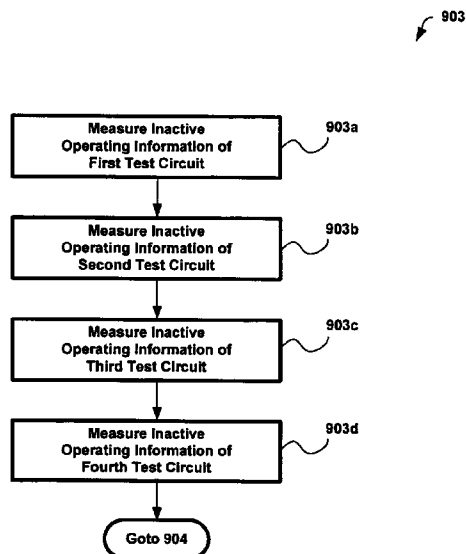 903
Measure Inactive
Operating Information of
First Test Circuit
903a
Measure Inactive
Operating Information of
Second Test Circuit
903b
Measure Inactive
Operating Information of
Third Test Circuit
903c
Measure Inactive
Operating Information of
Fourth Test Circuit
903d
Goto 904